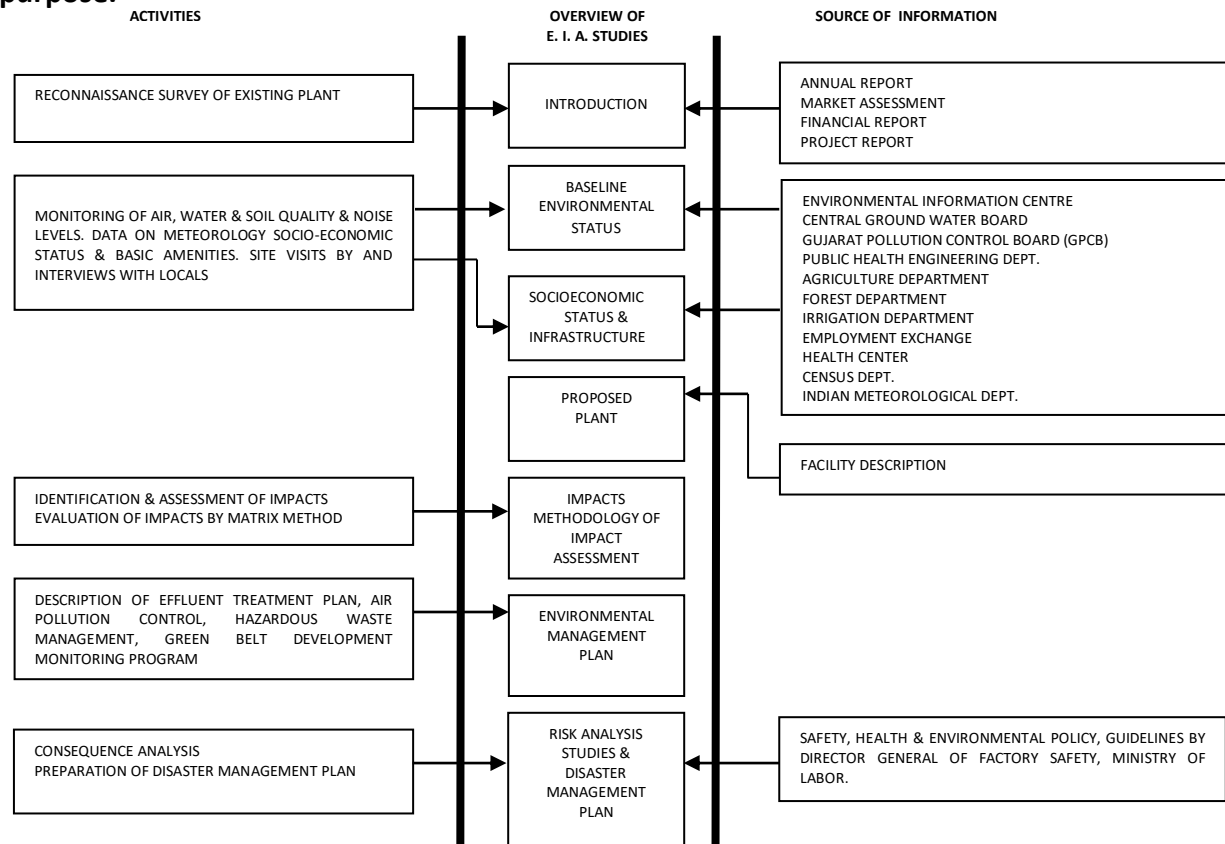 purpose.
ACTIVITIES
OVERVIEW OF
E. I. A. STUDIES
SOURCE OF INFORMATION
RECONNAISSANCE SURVEY OF EXISTING PLANT
INTRODUCTION
ANNUAL REPORT
MARKET ASSESSMENT
FINANCIAL REPORT
PROJECT REPORT
MONITORING OF AIR, WATER & SOIL QUALITY & NOISE
LEVELS. DATA ON METEOROLOGY SOCIO-ECONOMIC
STATUS & BASIC AMENITIES. SITE VISITS BY AND
INTERVIEWS WITH LOCALS
BASELINE
ENVIRONMENTAL
STATUS
SOCIOECONOMIC
STATUS &
INFRASTRUCTURE
ENVIRONMENTAL INFORMATION CENTRE
CENTRAL GROUND WATER BOARD
GUJARAT POLLUTION CONTROL BOARD (GPCB)
PUBLIC HEALTH ENGINEERING DEPT.
AGRICULTURE DEPARTMENT
FOREST DEPARTMENT
IRRIGATION DEPARTMENT
EMPLOYMENT EXCHANGE
HEALTH CENTER
CENSUS DEPT.
INDIAN METEOROLOGICAL DEPT.
PROPOSED
PLANT
FACILITY DESCRIPTION
IDENTIFICATION & ASSESSMENT OF IMPACTS
EVALUATION OF IMPACTS BY MATRIX METHOD
IMPACTS
METHODOLOGY OF
IMPACT
ASSESSMENT
DESCRIPTION OF EFFLUENT TREATMENT PLAN, AIR
POLLUTION CONTROL, HAZARDOUS WASTE
MANAGEMENT, GREEN BELT DEVELOPMENT
MONITORING PROGRAM
ENVIRONMENTAL
MANAGEMENT
PLAN
CONSEQUENCE ANALYSIS
PREPARATION OF DISASTER MANAGEMENT PLAN
RISK ANALYSIS
STUDIES &
DISASTER
MANAGEMENT
PLAN
SAFETY, HEALTH & ENVIRONMENTAL POLICY, GUIDELINES BY
DIRECTOR GENERAL OF FACTORY SAFETY, MINISTRY OF
LABOR.